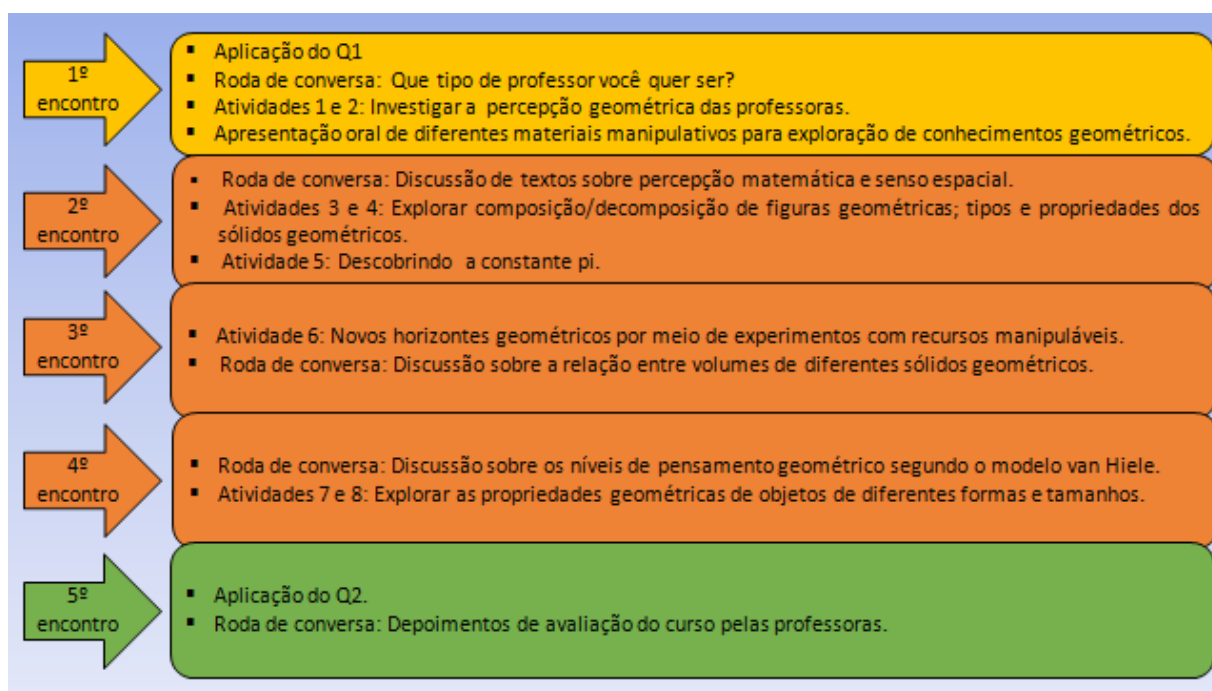 1º
encontro
▪ Aplicação do Q1
▪ Roda de conversa: Que tipo de professor você quer ser?
▪ Atividades 1 e 2: Investigar a percepção geométrica das professoras.
▪ Apresentação oral de diferentes materiais manipulativos para exploração de conhecimentos geométricos.
2º
encontro
▪ Roda de conversa: Discussão de textos sobre percepção matemática e senso espacial.
▪ Atividades 3 e 4: Explorar composição/decomposição de figuras geométricas; tipos e propriedades dos
sólidos geométricos.
▪ Atividade 5: Descobrindo a constante pi.
3º
encontro
▪ Atividade 6: Novos horizontes geométricos por meio de experimentos com recursos manipuláveis.
▪ Roda de conversa: Discussão sobre a relação entre volumes de diferentes sólidos geométricos.
4º
encontro
▪ Roda de conversa: Discussão sobre os níveis de pensamento geométrico segundo o modelo van Hiele.
▪ Atividades 7 e 8: Explorar as propriedades geométricas de objetos de diferentes formas e tamanhos.
5º
encontro
▪ Aplicação do Q2.
▪ Roda de conversa: Depoimentos de avaliação do curso pelas professoras.